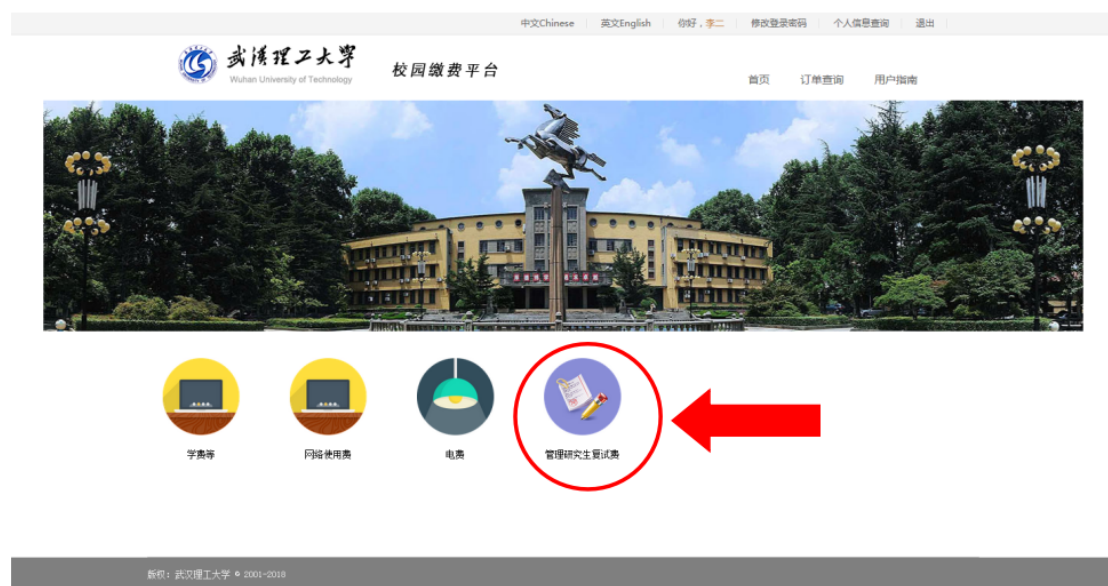 中文Chinese 英文English 你好，李二 修改登录密码 个人信息查询 退出
武汉理工大学
Wuhan University of Technology
校园缴费平台
首页 订单查询 用户指南
学费等 网络使用费 电费 管理研究生复试费
版权：武汉理工大学 © 2001-2018